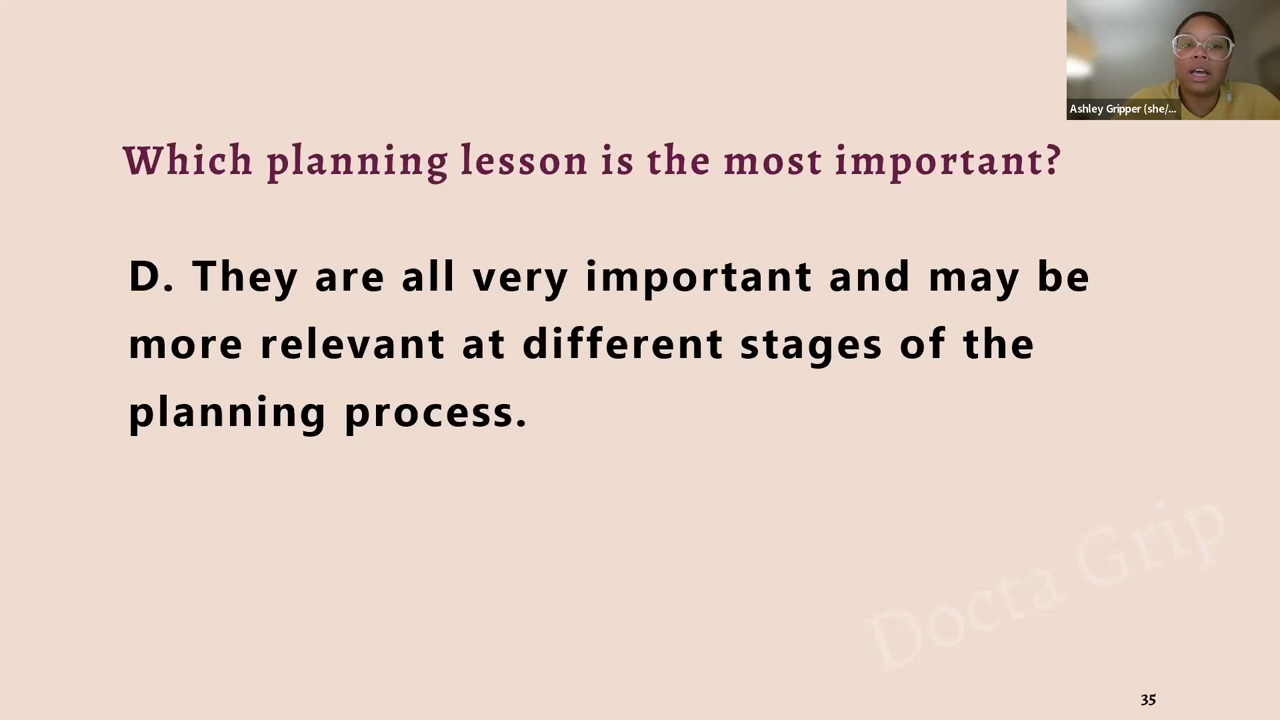 Ashley Gripper (she/...
Which planning lesson is the most important?
D. They are all very important and may be
more relevant at different stages of the
planning process.
Docta Grip
35